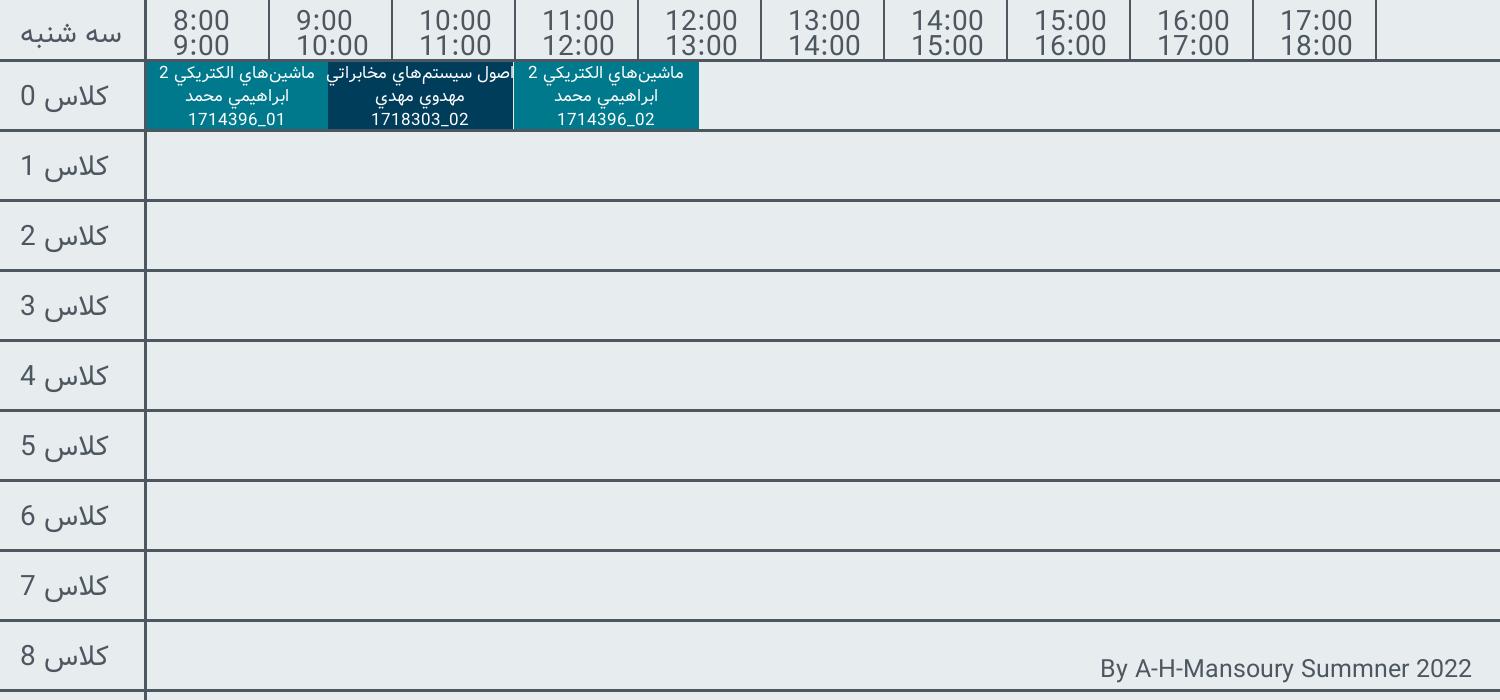 سه شنبه
8:00 9:00 10:00 11:00 12:00 13:00 14:00 15:00 16:00 17:00
9:00 10:00 11:00 12:00 13:00 14:00 15:00 16:00 17:00 18:00
كلاس 0
ماشين‌هاي الكتريكي 2
ابراهيمي محمد
1714396_01
اصول سيستم‌هاي مخابراتي
مهدوي مهدي
1718303_02
ماشين‌هاي الكتريكي 2
ابراهيمي محمد
1714396_02
كلاس 1
كلاس 2
كلاس 3
كلاس 4
كلاس 5
كلاس 6
كلاس 7
كلاس 8
By A-H-Mansoury Summner 2022